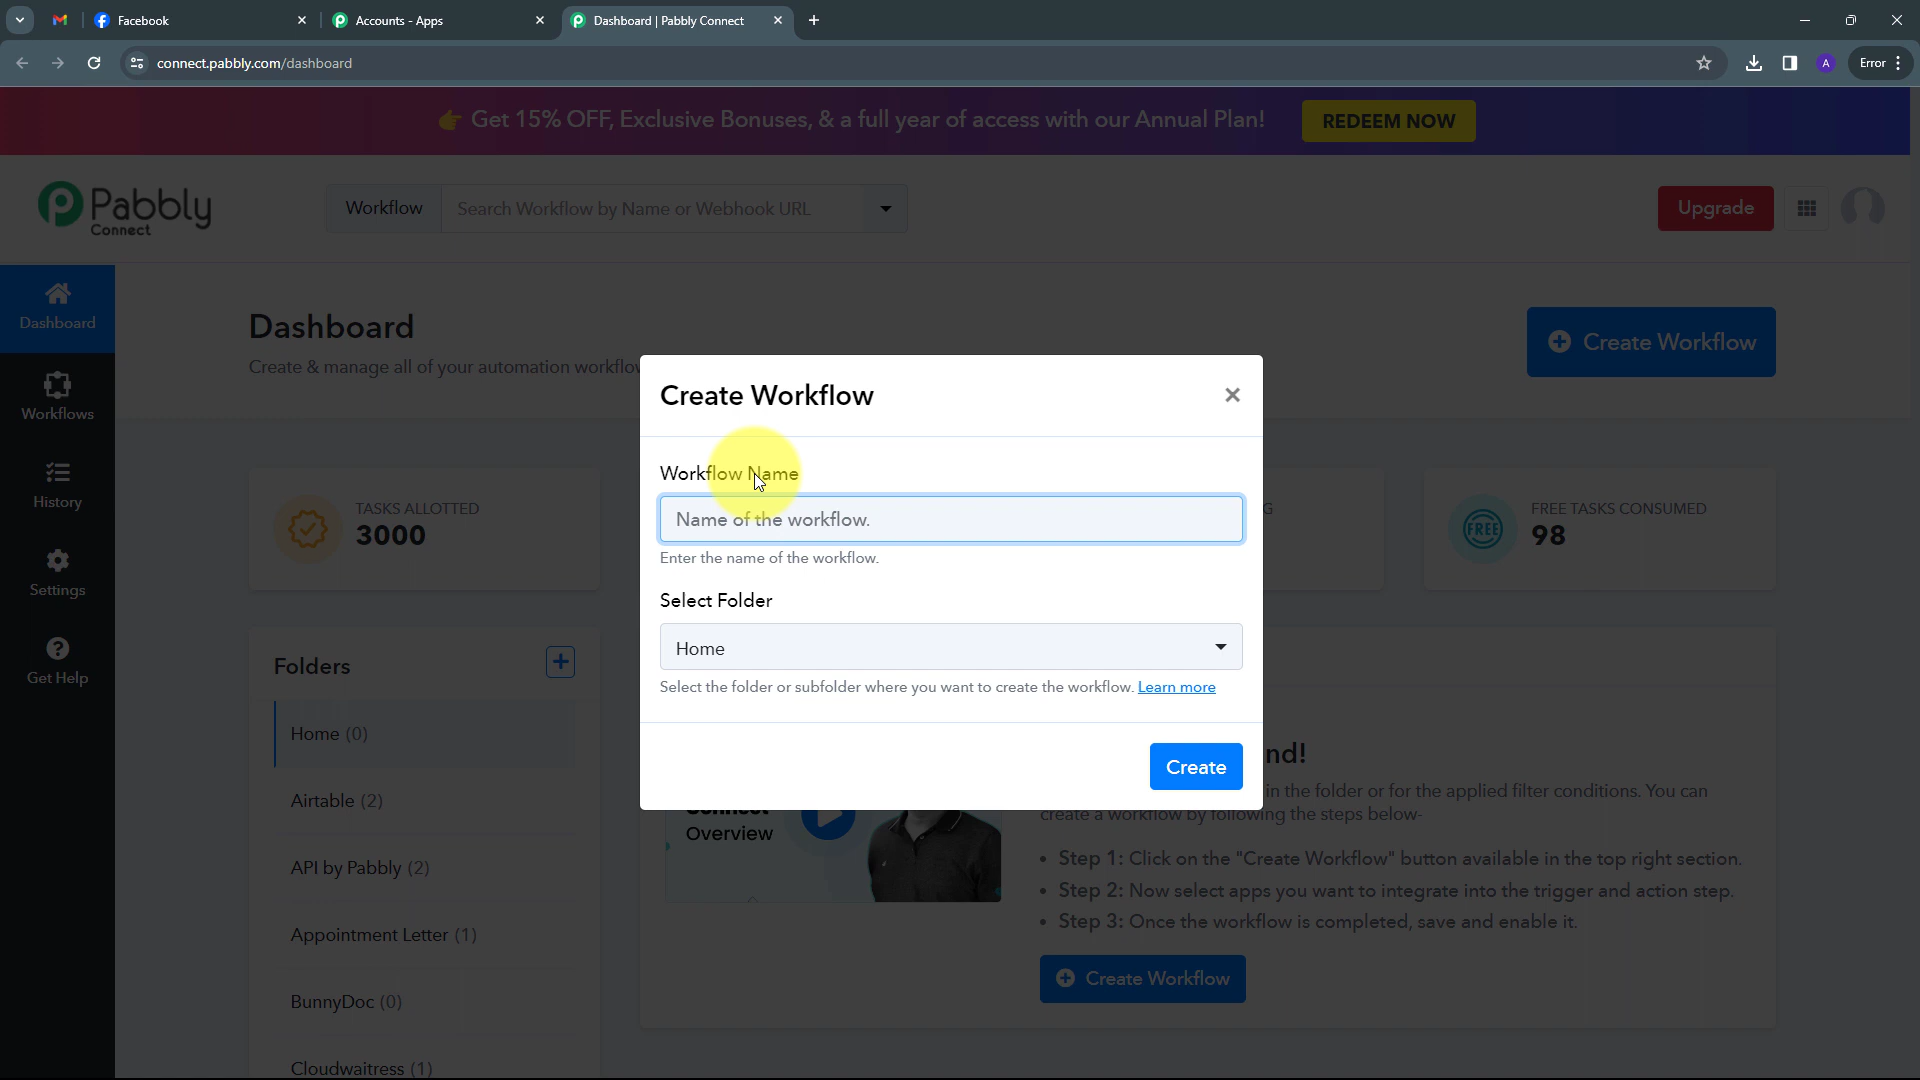 Facebook
Accounts - Apps
Dashboard | Pabbly Connect
connect.pabbly.com/dashboard
A
Error
Get 15% OFF, Exclusive Bonuses, & a full year of access with our Annual Plan!
REDEEM NOW
Pabbly
Connect
Workflow
Search Workflow by Name or Webhook URL
Upgrade
Dashboard
Workflows
History
Settings
Get Help
Dashboard
Create & manage all of your automation workflow
Create Workflow
TASKS ALLOTTED
3000
G
FREE
FREE TASKS CONSUMED
98
Folders
Home (0)
Airtable (2)
API by Pabbly (2)
Appointment Letter (1)
BunnyDoc (0)
Cloudwaitress (1)
Create Workflow
Workflow Name
Name of the workflow.
Enter the name of the workflow.
Select Folder
Home
Select the folder or subfolder where you want to create the workflow. Learn more
Create
Connect
Overview
nd!
in the folder or for the applied filter conditions. You can
create a workflow by following the steps below-
• Step 1: Click on the "Create Workflow" button available in the top right section.
• Step 2: Now select apps you want to integrate into the trigger and action step.
• Step 3: Once the workflow is completed, save and enable it.
Create Workflow